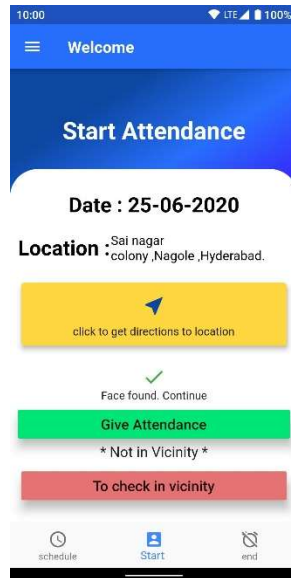 10:00 LTE 100%
Welcome
Start Attendance
Date : 25-06-2020
Location : Sai nagar
colony ,Nagole ,Hyderabad.
click to get directions to location
Face found. Continue
Give Attendance
* Not in Vicinity *
To check in vicinity
schedule Start end